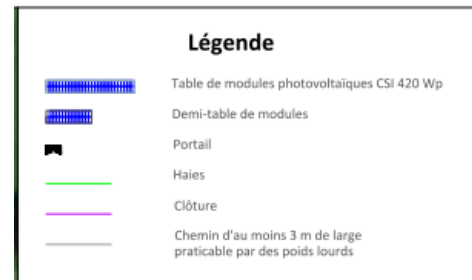 Légende
Table de modules photovoltaïques CSI 420 Wp
Demi-table de modules
Portail
Haies
Clôture
Chemin d'au moins 3 m de large
praticable par des poids lourds